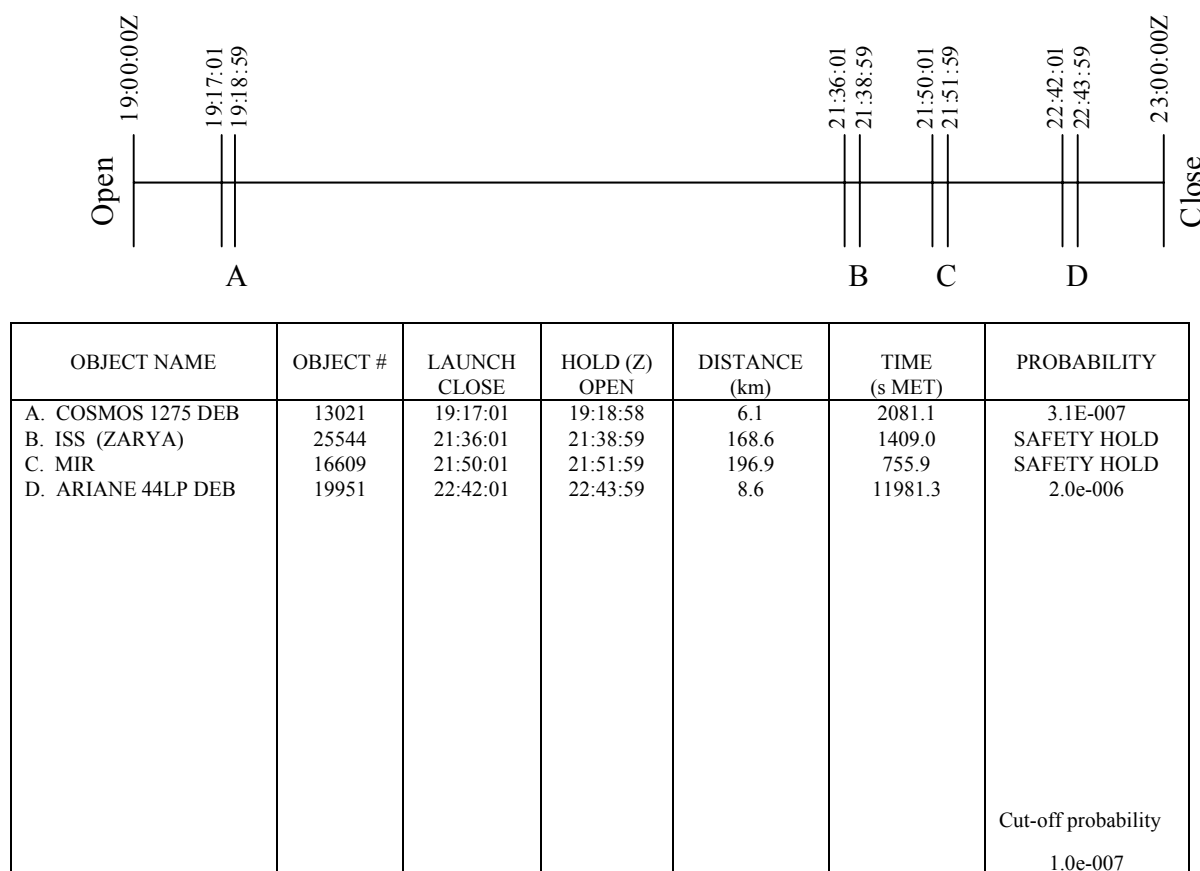 Open
19:00:00Z
19:17:01
19:18:59
21:36:01
21:38:59
21:50:01
21:51:59
22:42:01
22:43:59
23:00:00Z
Close
A B C D
OBJECT NAME OBJECT # LAUNCH HOLD (Z) DISTANCE TIME PROBABILITY
CLOSE OPEN (km) (s MET)
A. COSMOS 1275 DEB 13021 19:17:01 19:18:58 6.1 2081.1 3.1E-007
B. ISS (ZARYA) 25544 21:36:01 21:38:59 168.6 1409.0 SAFETY HOLD
C. MIR 16609 21:50:01 21:51:59 196.9 755.9 SAFETY HOLD
D. ARIANE 44LP DEB 19951 22:42:01 22:43:59 8.6 11981.3 2.0e-006
Cut-off probability
1.0e-007